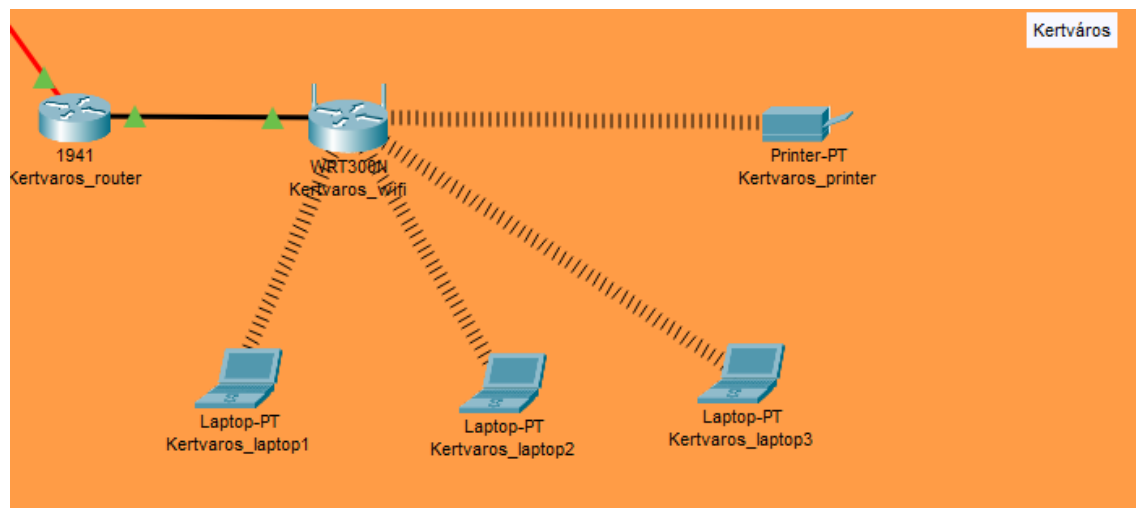 Kertváros
1941
Kertvaros_router
WRT300N
Kertvaros_wifi
Printer-PT
Kertvaros_printer
Laptop-PT
Kertvaros_laptop1
Laptop-PT
Kertvaros_laptop2
Laptop-PT
Kertvaros_laptop3